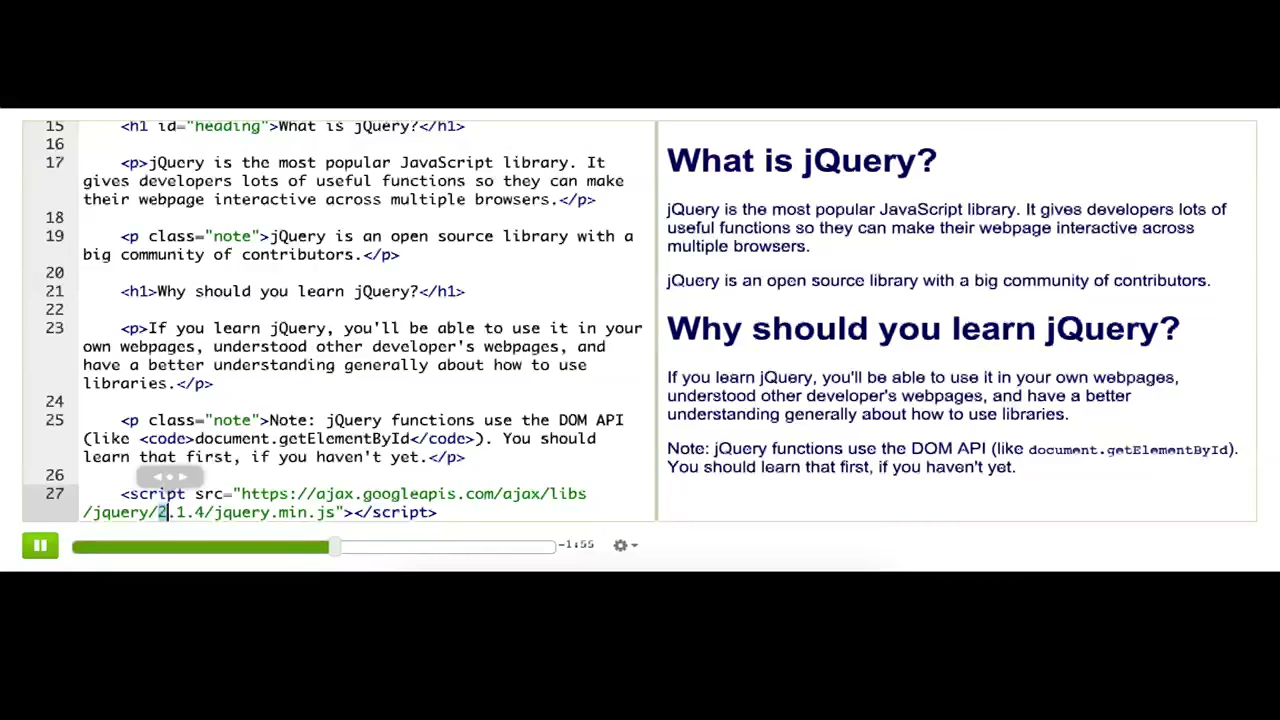 15 <h1 id="heading">What is jQuery?</h1>
16
17 <p>jQuery is the most popular JavaScript library. It
gives developers lots of useful functions so they can make
their webpage interactive across multiple browsers.</p>
18
19 <p class="note">jQuery is an open source library with a
big community of contributors.</p>
20
21 <h1>Why should you learn jQuery?</h1>
22
23 <p>If you learn jQuery, you'll be able to use it in your
own webpages, understood other developer's webpages, and
have a better understanding generally about how to use
libraries.</p>
24
25 <p class="note">Note: jQuery functions use the DOM API
(like <code>document.getElementById</code>). You should
learn that first, if you haven't yet.</p>
26
27 <script src="https://ajax.googleapis.com/ajax/libs
/jquery/2.1.4/jquery.min.js"></script>
What is jQuery?
jQuery is the most popular JavaScript library. It gives developers lots of
useful functions so they can make their webpage interactive across
multiple browsers.
jQuery is an open source library with a big community of contributors.
Why should you learn jQuery?
If you learn jQuery, you'll be able to use it in your own webpages,
understood other developer's webpages, and have a better
understanding generally about how to use libraries.
Note: jQuery functions use the DOM API (like document.getElementById).
You should learn that first, if you haven't yet.
-1:55